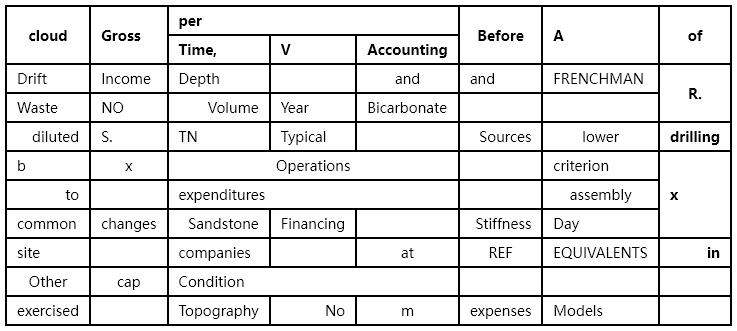 cloud Gross per Before A of
Time, V Accounting
Drift Income Depth and and FRENCHMAN R.
Waste NO Volume Year Bicarbonate
diluted S. TN Typical Sources lower drilling
b x Operations criterion x
to expenditures assembly
common changes Sandstone Financing Stiffness Day
site companies at REF EQUIVALENTS in
Other cap Condition
exercised Topography No m expenses Models